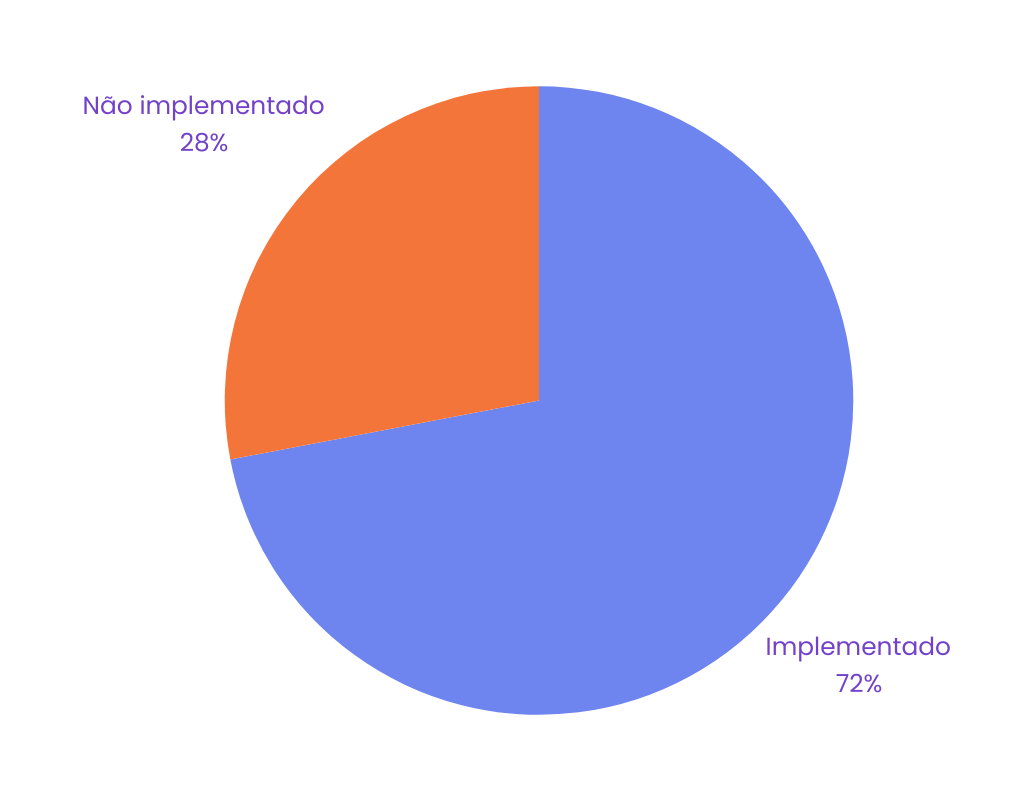 Não implementado
28%
Implementado
72%